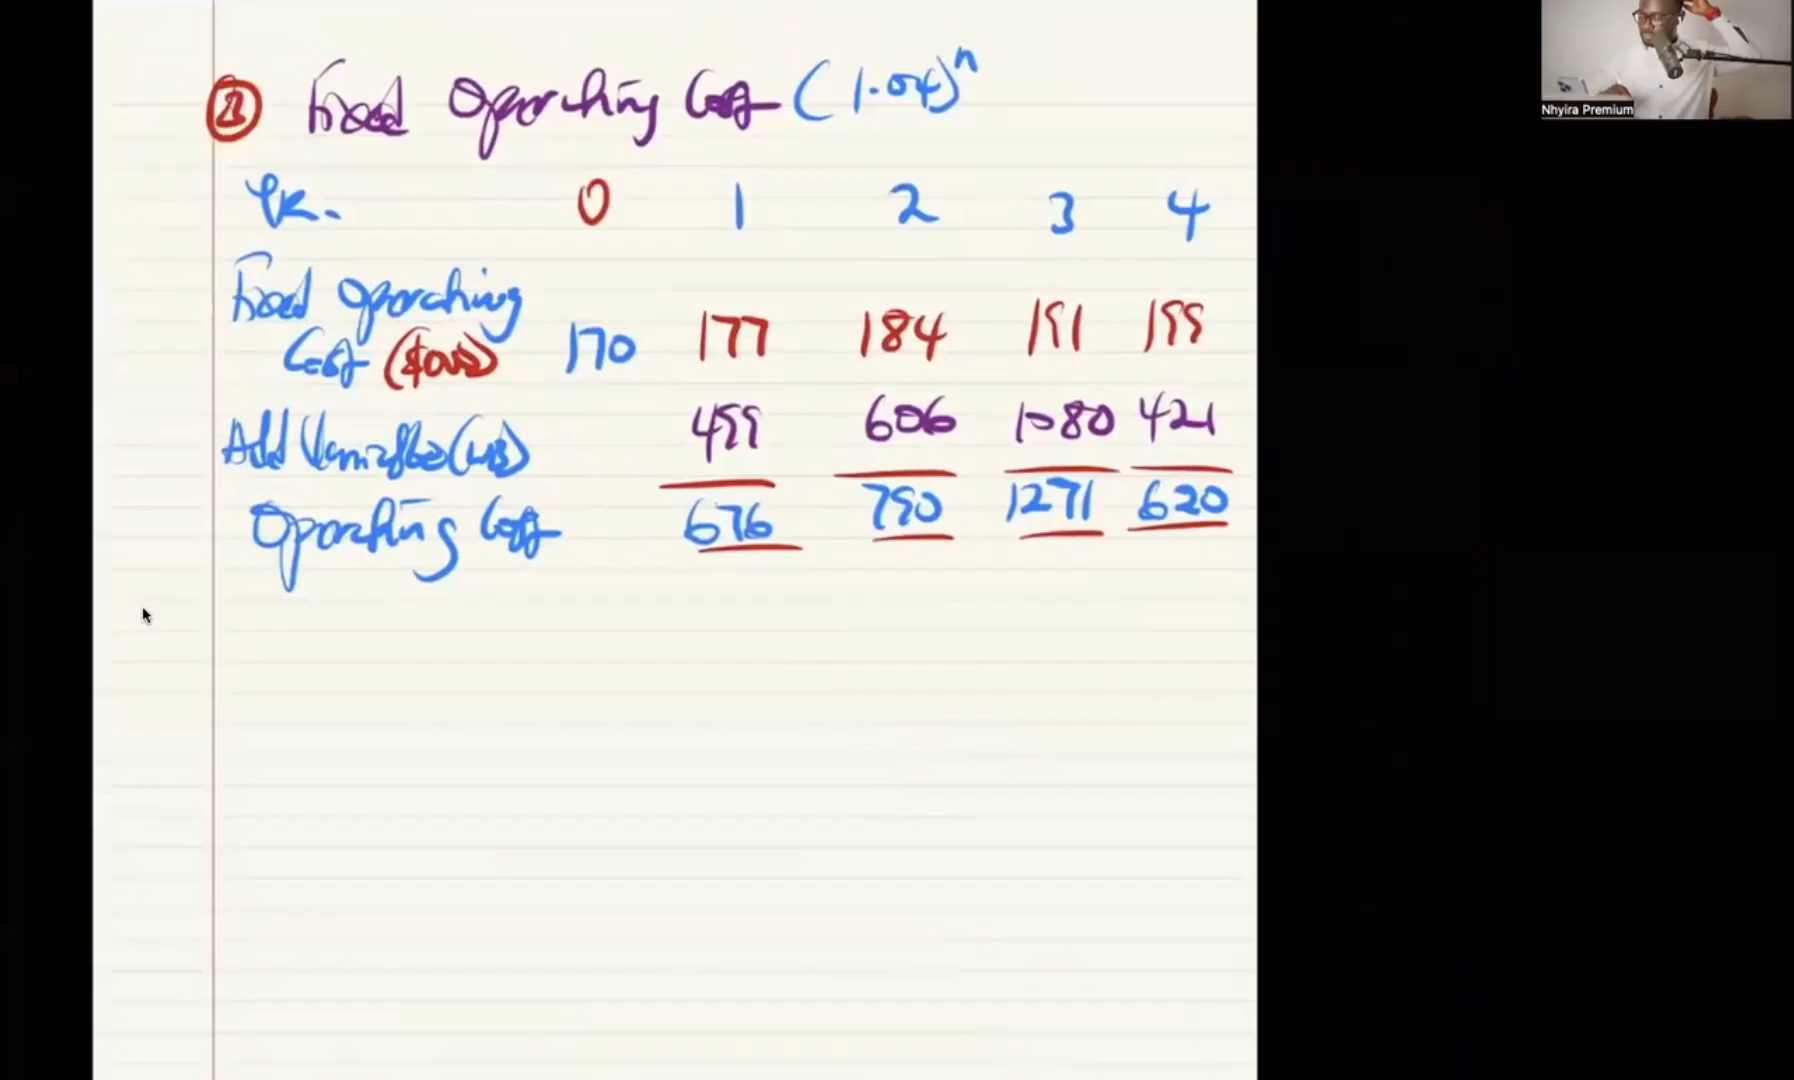 ② Fixed Operating Cost (1.04)ⁿ
Yr. 0 1 2 3 4
Fixed Operating
Cost ($000) 170 177 184 191 199
Add Variable (W2) 499 606 1080 421
Operating Cost 676 790 1271 620
Nhyira Premium